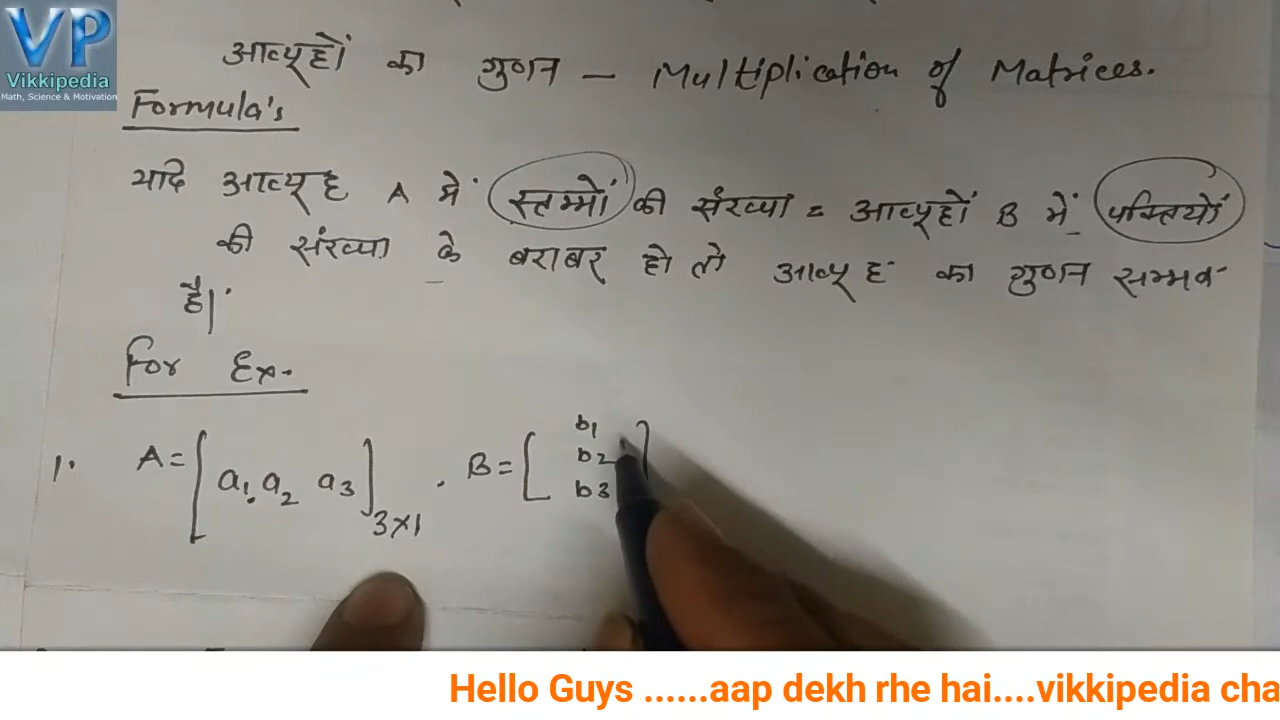 VP
Vikkipedia
Math, Science & Motivation
आव्यूहों का गुणन — Multiplication of Matrices.
Formula's
यदि आव्यूह A में स्तम्भों की संख्या = आव्यूहों B में पंक्तियों
की संख्या के बराबर हो तो आव्यूह का गुणन सम्भव
है।
For Ex.
1. A = [a1 a2 a3]3×1 . B = [
b1
b2
b3
]
Hello Guys ......aap dekh rhe hai....vikkipedia cha